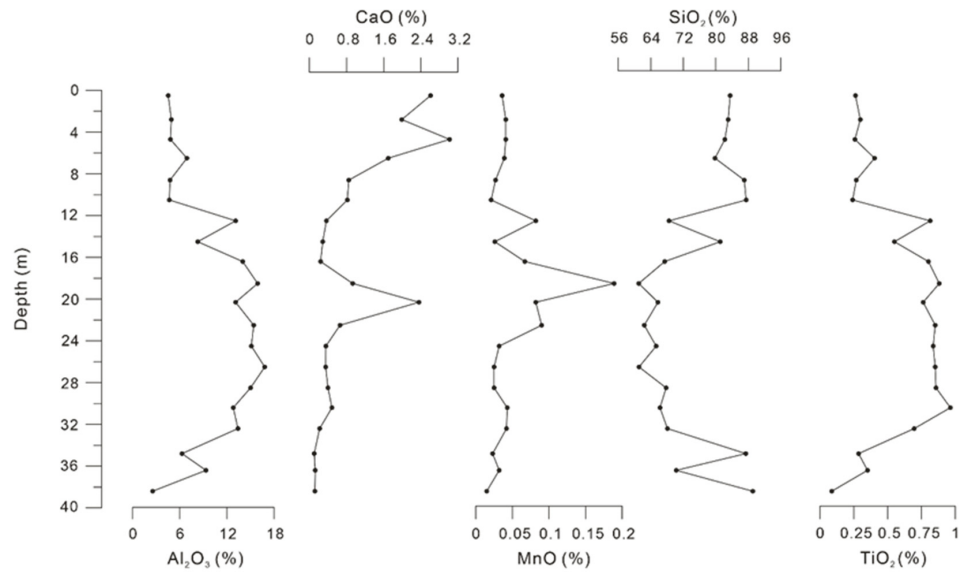 CaO (%)
0 0.8 1.6 2.4 3.2
SiO₂(%)
56 64 72 80 88 96
Depth (m)
0
4
8
12
16
20
24
28
32
36
40
0 6 12 18
Al₂O₃ (%)
0 0.05 0.1 0.15 0.2
MnO (%)
0 0.25 0.5 0.75 1
TiO₂(%)